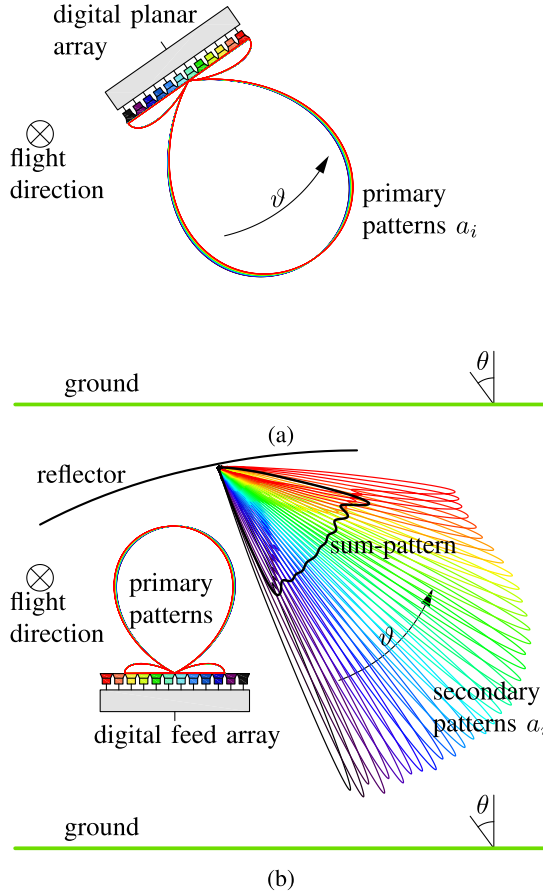 digital planar
array
flight
direction
ϑ
primary
patterns a_i
θ
ground
(a)
reflector
sum-pattern
primary
patterns
flight
direction
ϑ
secondary
patterns a
digital feed array
θ
ground
(b)